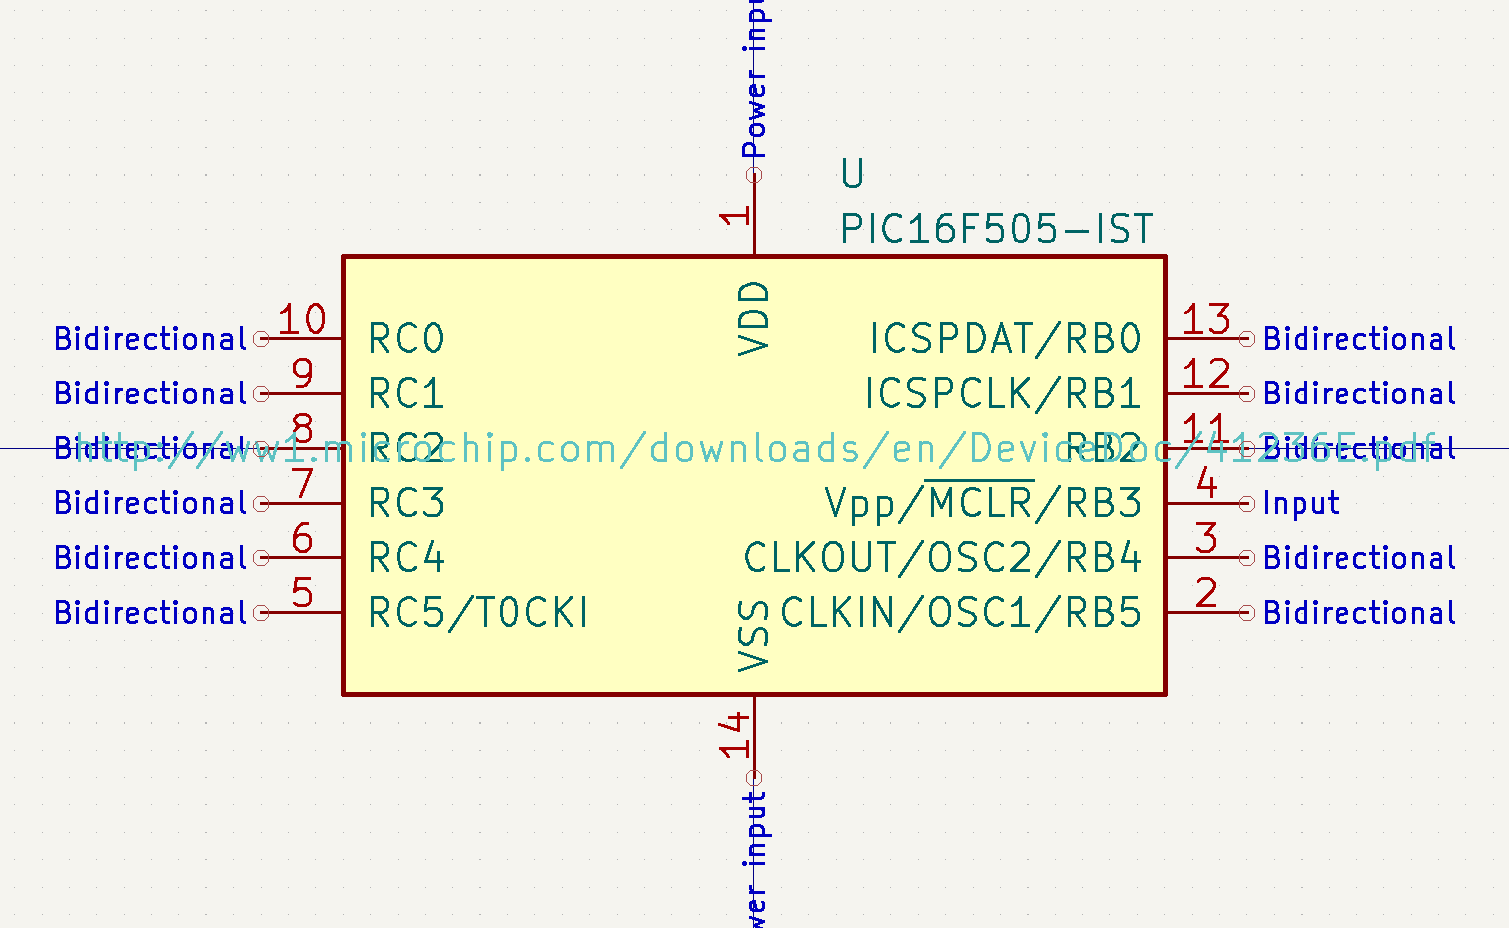 Power inpu
U
PIC16F505-IST
1
VDD
10 RC0 Bidirectional
9 RC1 Bidirectional
8 RC2 Bidirectional
7 RC3 Bidirectional
6 RC4 Bidirectional
5 RC5/T0CKI Bidirectional
ICSPDAT/RB0 13 Bidirectional
ICSPCLK/RB1 12 Bidirectional
RB2 11 Bidirectional
Vpp/MCLR/RB3 4 Input
CLKOUT/OSC2/RB4 3 Bidirectional
CLKIN/OSC1/RB5 2 Bidirectional
http://ww1.microchip.com/downloads/en/DeviceDoc/41236E.pdf
VSS
14
wer input